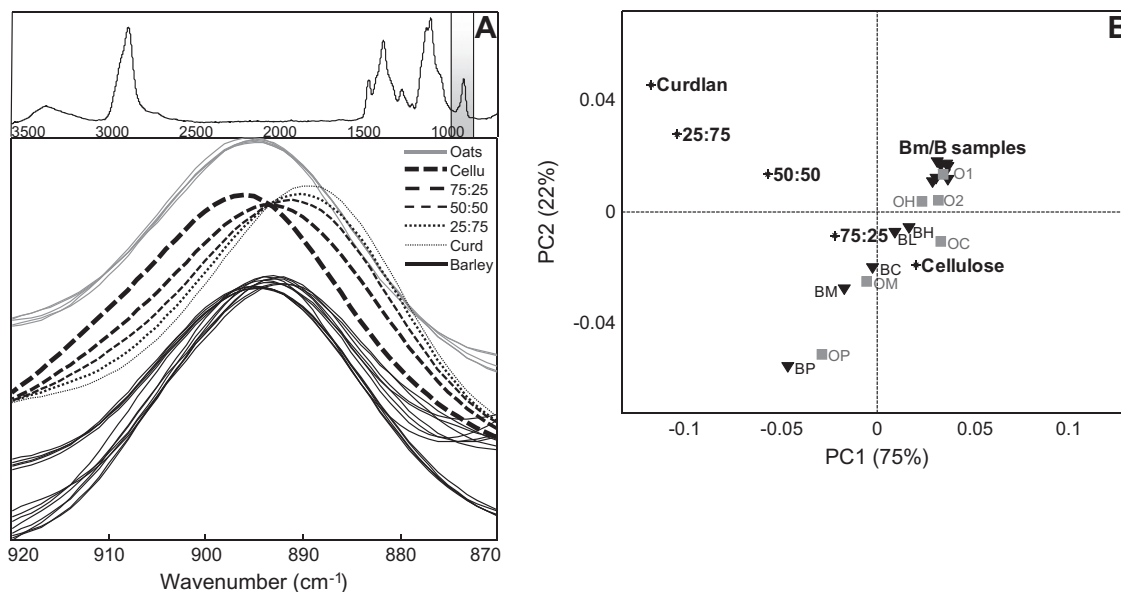 A
3500 3000 2500 2000 1500 1000 500
Oats
Cellu
75:25
50:50
25:75
Curd
Barley
920 910 900 890 880 870
Wavenumber (cm-1)
B
0.04
0
-0.04
PC2 (22%)
Curdlan
25:75
50:50
Bm/B samples
O1
OH
O2
75:25
BL
BH
OC
Cellulose
BC
OM
BM
OP
BP
-0.1 -0.05 0 0.05 0.1
PC1 (75%)